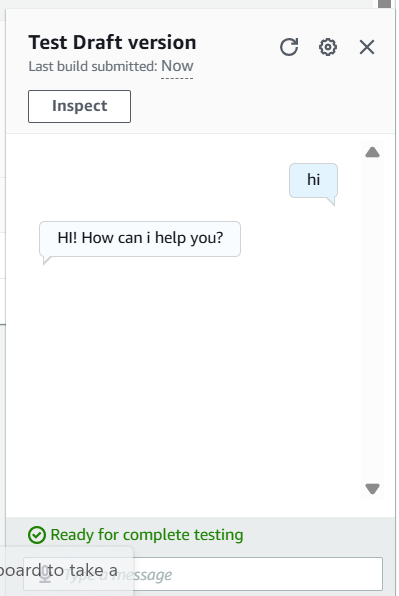 Test Draft version
Last build submitted: Now
Inspect
hi
HI! How can i help you?
Ready for complete testing
board to take a
Type a message